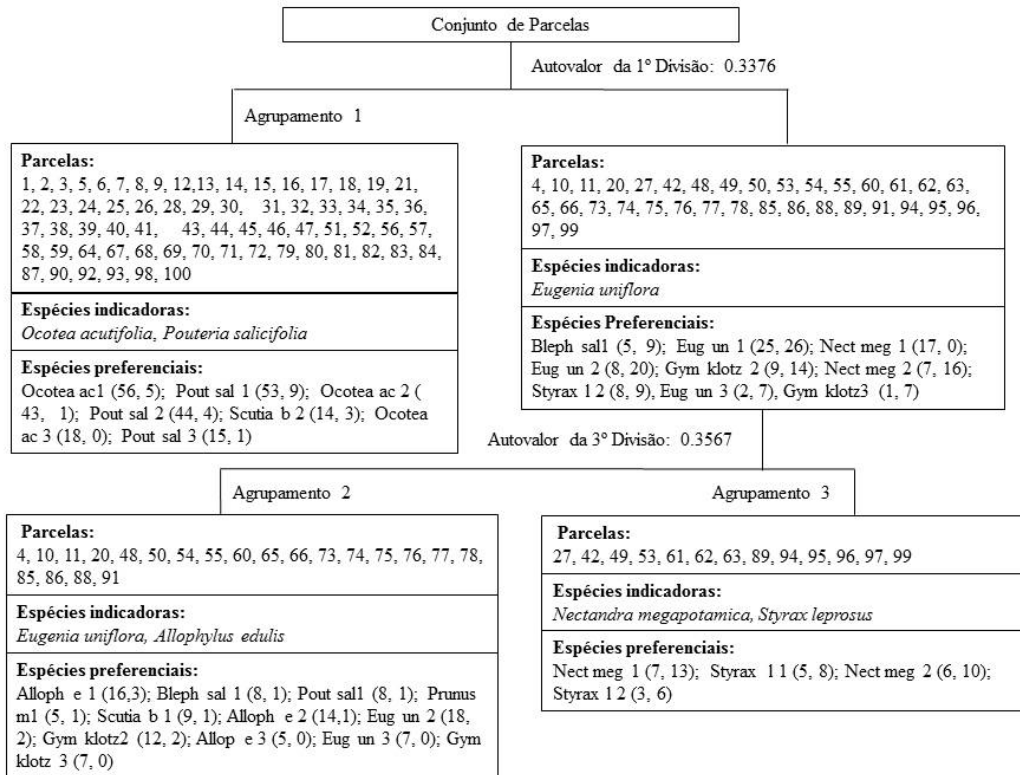 Conjunto de Parcelas
Autovalor da 1º Divisão: 0.3376
Agrupamento 1
Parcelas:
1, 2, 3, 5, 6, 7, 8, 9, 12,13, 14, 15, 16, 17, 18, 19, 21,
22, 23, 24, 25, 26, 28, 29, 30, 31, 32, 33, 34, 35, 36,
37, 38, 39, 40, 41, 43, 44, 45, 46, 47, 51, 52, 56, 57,
58, 59, 64, 67, 68, 69, 70, 71, 72, 79, 80, 81, 82, 83, 84,
87, 90, 92, 93, 98, 100
Espécies indicadoras:
Ocotea acutifolia, Pouteria salicifolia
Espécies preferenciais:
Ocotea ac1 (56, 5); Pout sal 1 (53, 9); Ocotea ac 2 (
43, 1); Pout sal 2 (44, 4); Scutia b 2 (14, 3); Ocotea
ac 3 (18, 0); Pout sal 3 (15, 1)
Parcelas:
4, 10, 11, 20, 27, 42, 48, 49, 50, 53, 54, 55, 60, 61, 62, 63,
65, 66, 73, 74, 75, 76, 77, 78, 85, 86, 88, 89, 91, 94, 95, 96,
97, 99
Espécies indicadoras:
Eugenia uniflora
Espécies Preferenciais:
Bleph sal1 (5, 9); Eug un 1 (25, 26); Nect meg 1 (17, 0);
Eug un 2 (8, 20); Gym klotz 2 (9, 14); Nect meg 2 (7, 16);
Styrax l 2 (8, 9), Eug un 3 (2, 7), Gym klotz3 (1, 7)
Autovalor da 3º Divisão: 0.3567
Agrupamento 2
Parcelas:
4, 10, 11, 20, 48, 50, 54, 55, 60, 65, 66, 73, 74, 75, 76, 77, 78,
85, 86, 88, 91
Espécies indicadoras:
Eugenia uniflora, Allophylus edulis
Espécies preferenciais:
Alloph e 1 (16,3); Bleph sal 1 (8, 1); Pout sal1 (8, 1); Prunus
m1 (5, 1); Scutia b 1 (9, 1); Alloph e 2 (14,1); Eug un 2 (18,
2); Gym klotz2 (12, 2); Allop e 3 (5, 0); Eug un 3 (7, 0); Gym
klotz 3 (7, 0)
Agrupamento 3
Parcelas:
27, 42, 49, 53, 61, 62, 63, 89, 94, 95, 96, 97, 99
Espécies indicadoras:
Nectandra megapotamica, Styrax leprosus
Espécies preferenciais:
Nect meg 1 (7, 13); Styrax l 1 (5, 8); Nect meg 2 (6, 10);
Styrax l 2 (3, 6)